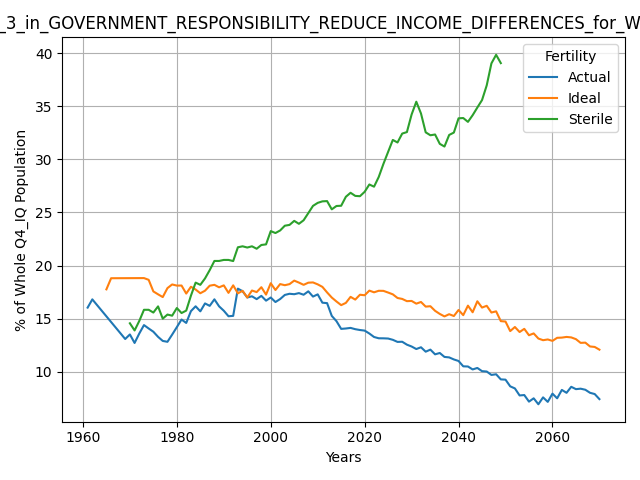 _3_in_GOVERNMENT_RESPONSIBILITY_REDUCE_INCOME_DIFFERENCES_for_W
40
35
30
25
20
15
10
% of Whole Q4_IQ Population
Fertility
Actual
Ideal
Sterile
1960 1980 2000 2020 2040 2060
Years